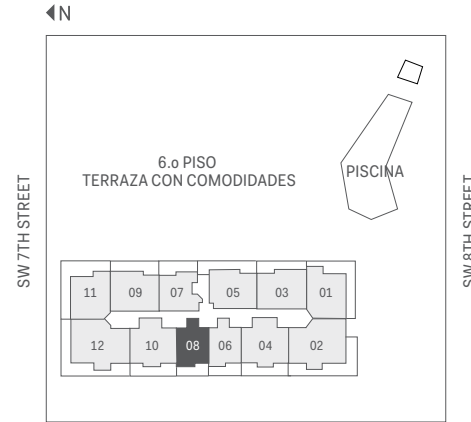 N
6.o PISO
TERRAZA CON COMODIDADES
PISCINA
SW 7TH STREET
SW 8TH STREET
11
09
07
05
03
01
12
10
08
06
04
02